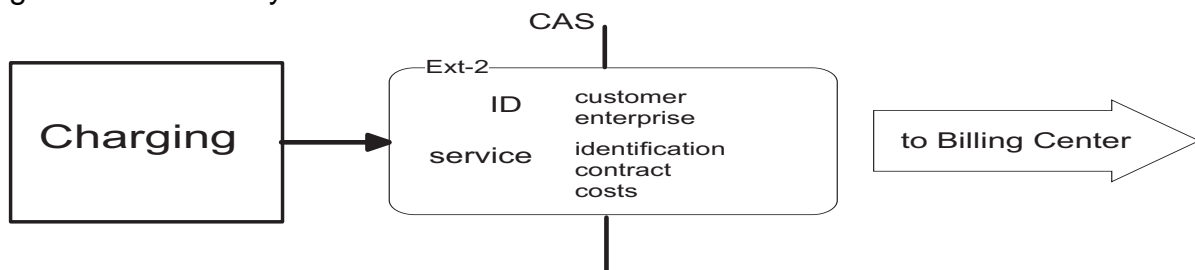 CAS
Ext-2
ID customer
enterprise
Charging
service identification
contract
costs
to Billing Center